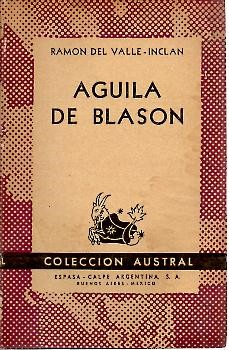 RAMON DEL VALLE-INCLAN
AGUILA
DE BLASON
COLECCION AUSTRAL
ESPASA-CALPE ARGENTINA, S. A.
BUENOS AIRES-MEXICO